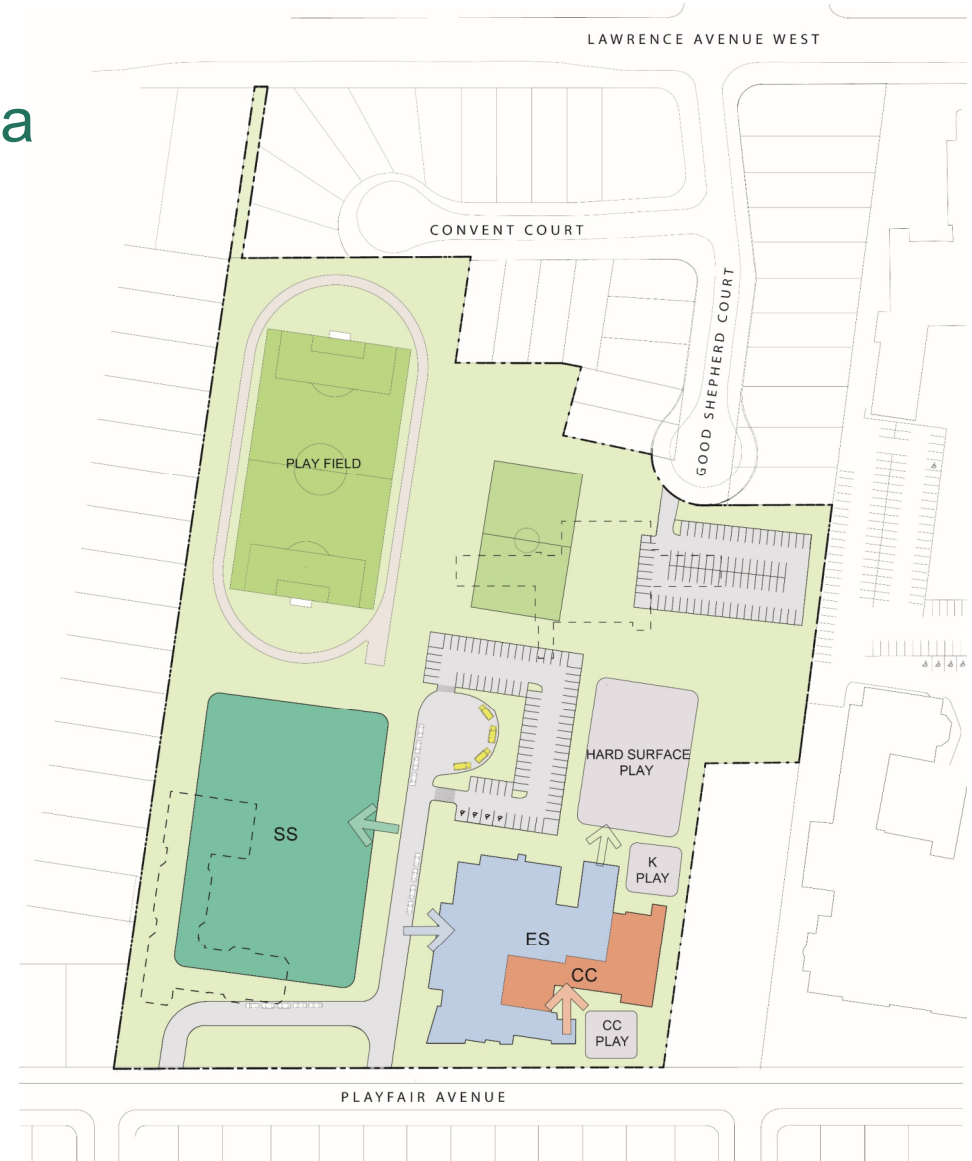 LAWRENCE AVENUE WEST
a
CONVENT COURT
GOOD SHEPHERD COURT
PLAY FIELD
HARD SURFACE
PLAY
SS
K
PLAY
ES
CC
CC
PLAY
PLAYFAIR AVENUE